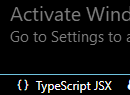 Activate Wind
Go to Settings to a
{ } TypeScript JSX